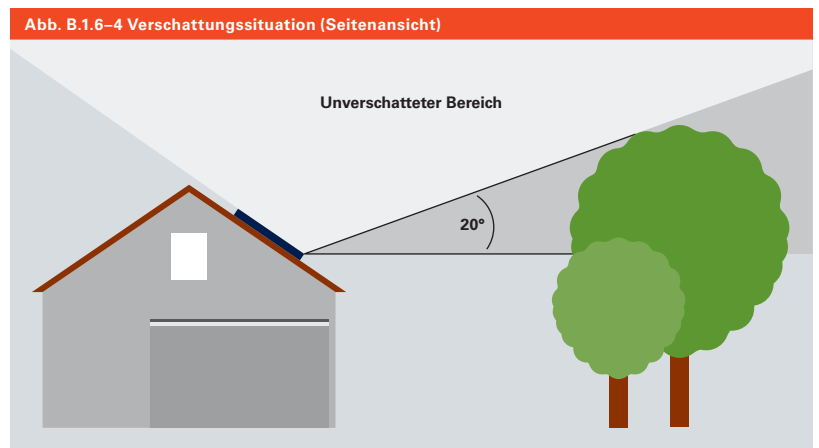 Abb. B.1.6–4 Verschattungssituation (Seitenansicht)
Unverschatteter Bereich
20°